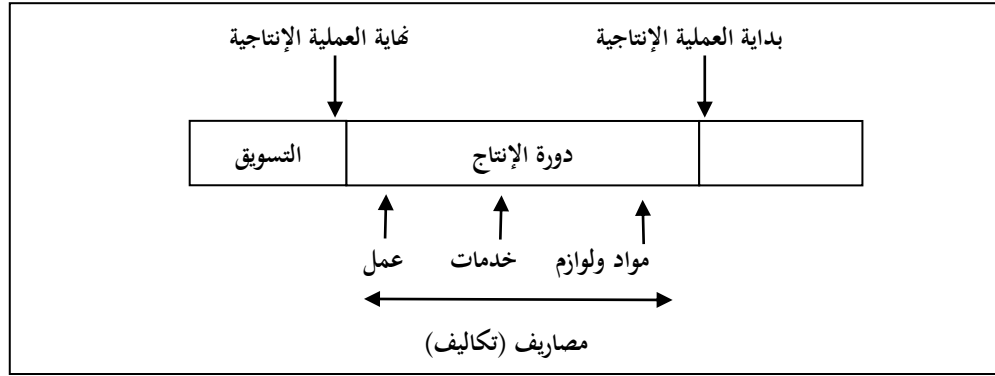 بداية العملية الإنتاجية
نهاية العملية الإنتاجية
دورة الإنتاج
التسويق
مواد ولوازم
خدمات
عمل
مصاريف (تكاليف)